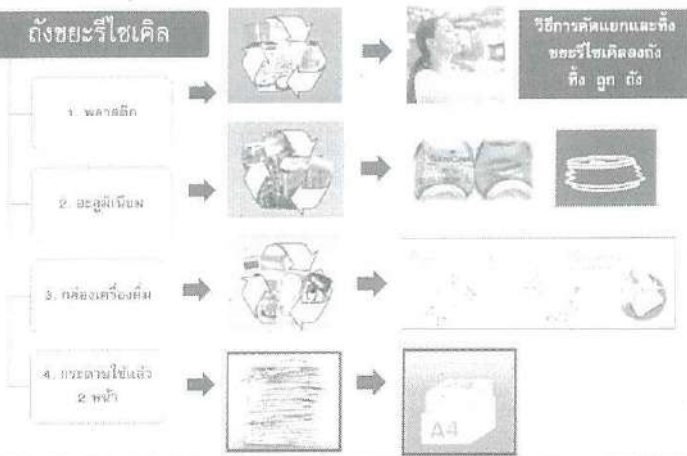 ถังขยะรีไซเคิล
วิธีการคัดแยกและทิ้ง
ขยะรีไซเคิลลงถัง
ทิ้ง ถูก ถัง
1. พลาสติก
2. อะลูมิเนียม
3. กล่องเครื่องดื่ม
4. กระดาษใช้แล้ว
2 หน้า
A4